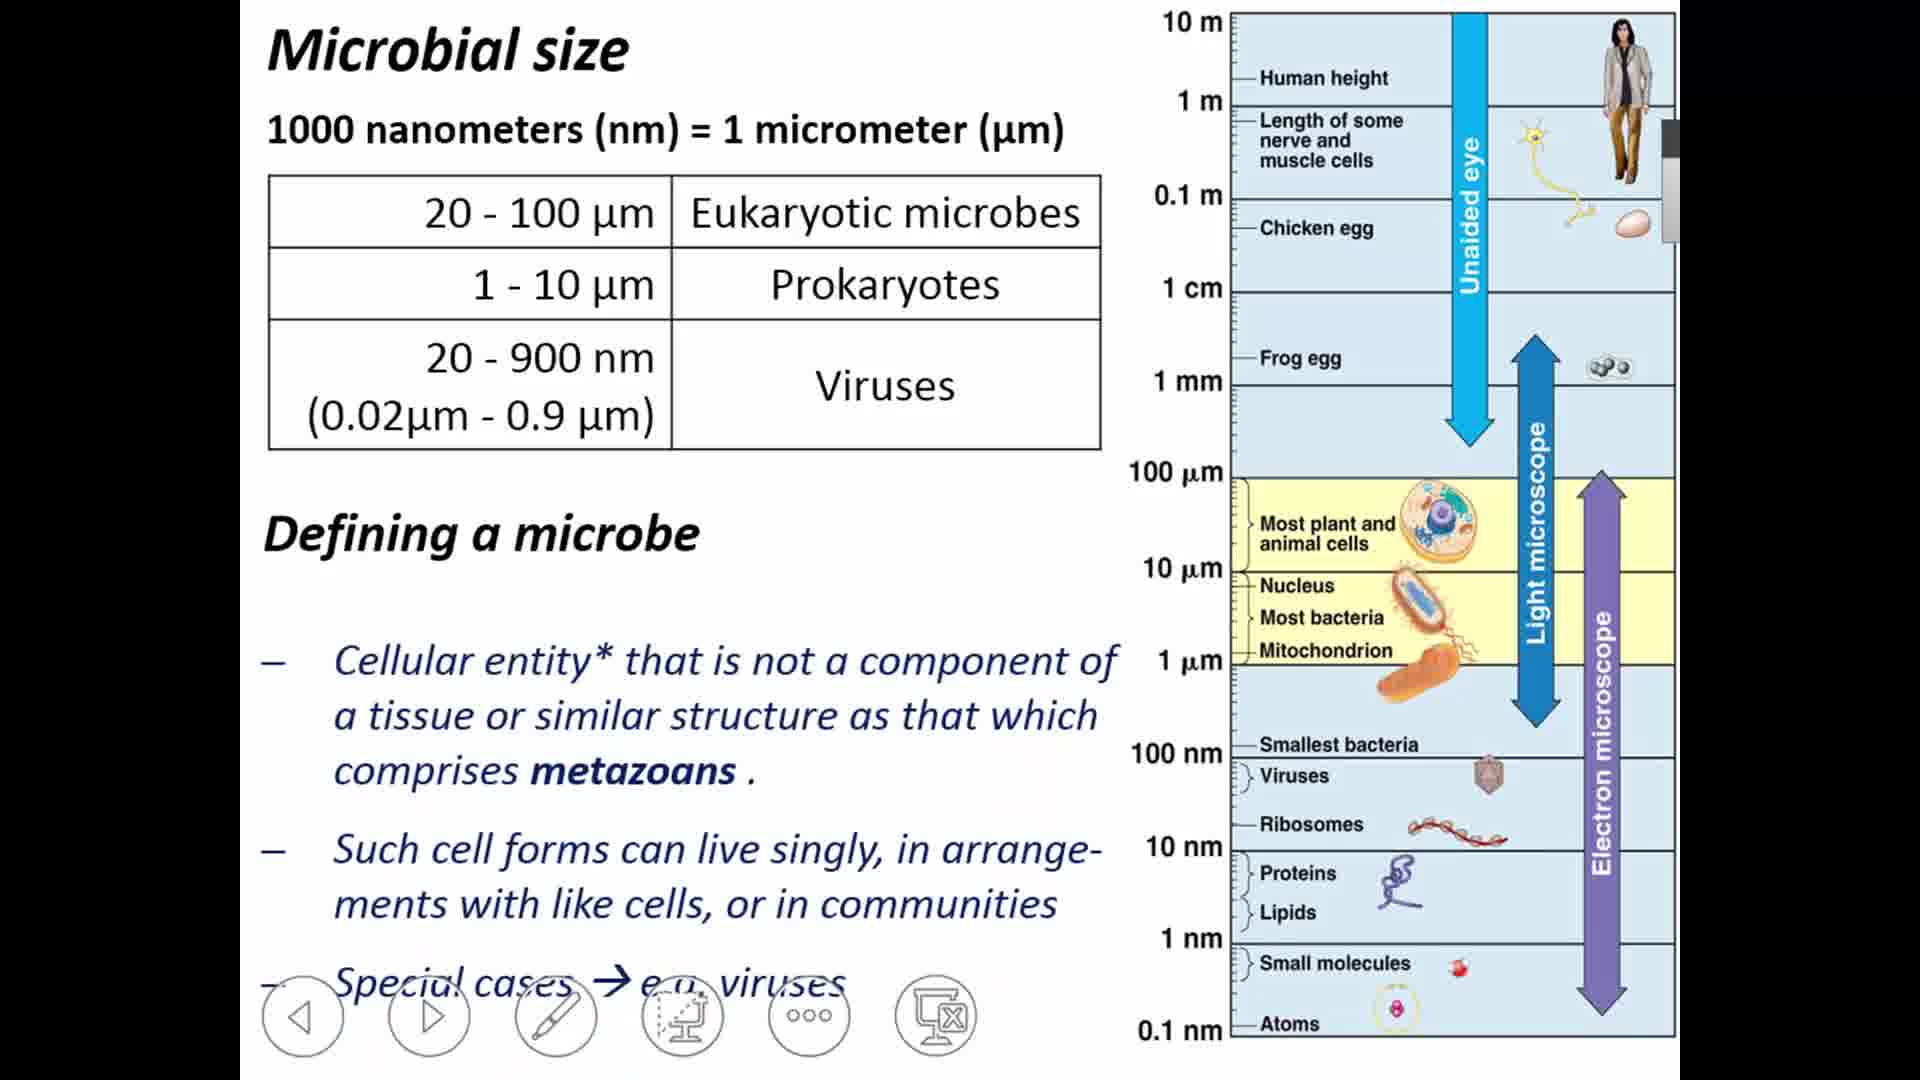 Microbial size
1000 nanometers (nm) = 1 micrometer (μm)
20 - 100 μm Eukaryotic microbes
1 - 10 μm Prokaryotes
20 - 900 nm
(0.02μm - 0.9 μm)
Viruses
Defining a microbe
– Cellular entity* that is not a component of
a tissue or similar structure as that which
comprises metazoans .
– Such cell forms can live singly, in arrange-
ments with like cells, or in communities
– Special cases → e.g. viruses
10 m
Human height
1 m
Length of some
nerve and
muscle cells
0.1 m
Chicken egg
1 cm
Frog egg
1 mm
100 μm
Most plant and
animal cells
10 μm
Nucleus
Most bacteria
Mitochondrion
1 μm
Smallest bacteria
100 nm
Viruses
Ribosomes
10 nm
Proteins
Lipids
1 nm
Small molecules
Atoms
0.1 nm
Unaided eye
Light microscope
Electron microscope